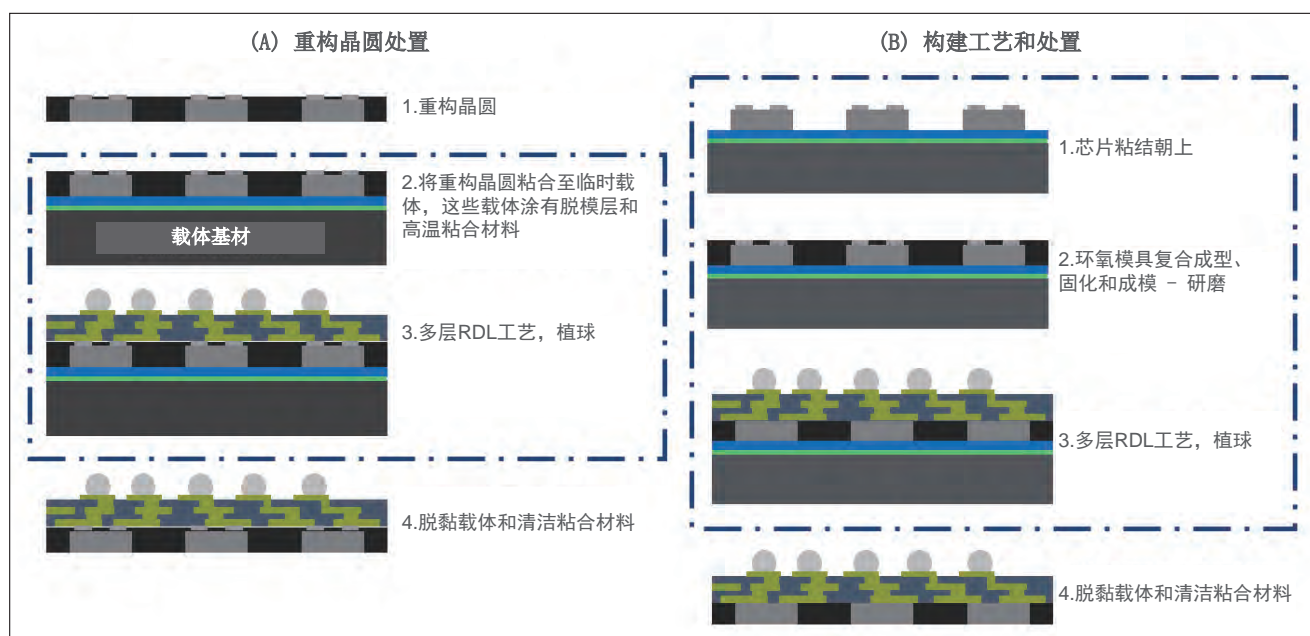 (A) 重构晶圆处置
1.重构晶圆
2.将重构晶圆粘合至临时载
体，这些载体涂有脱模层和
高温粘合材料
载体基材
3.多层RDL工艺，植球
4.脱黏载体和清洁粘合材料
(B) 构建工艺和处置
1.芯片粘结朝上
2.环氧模具复合成型、
固化和成模 - 研磨
3.多层RDL工艺，植球
4.脱黏载体和清洁粘合材料